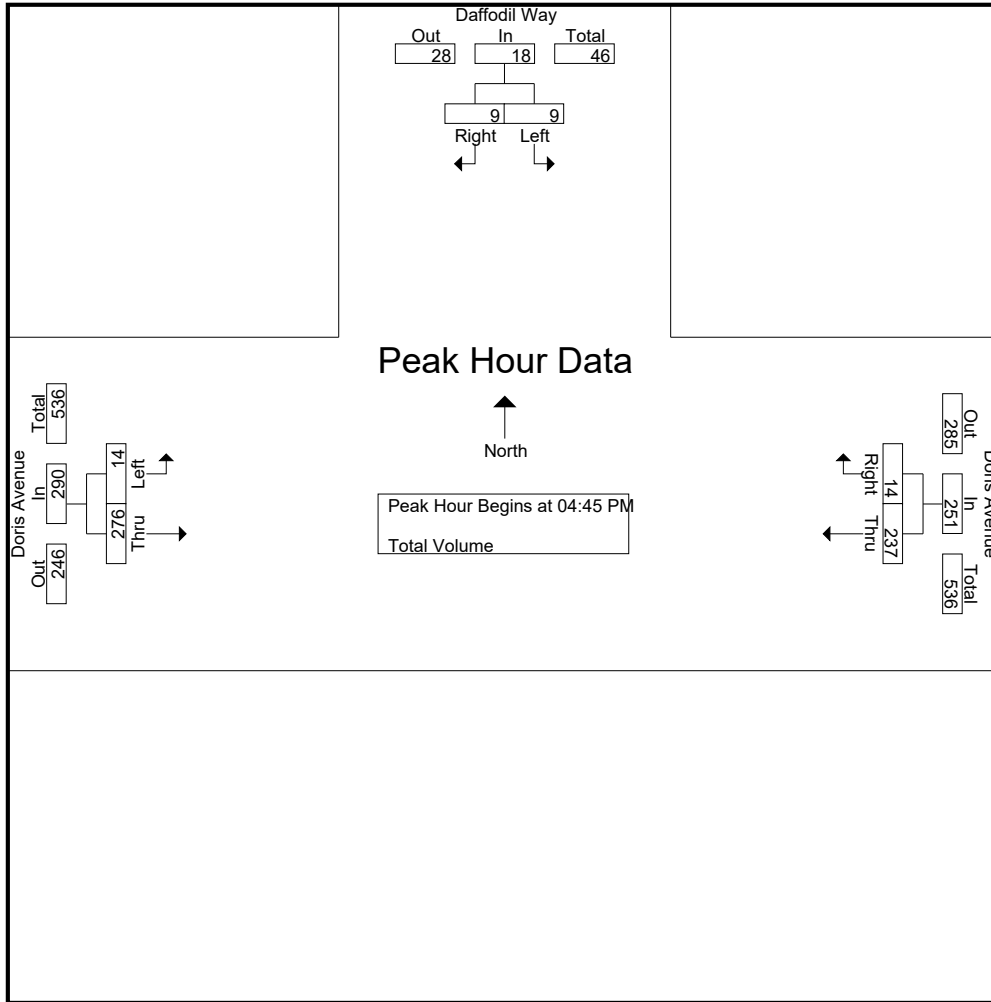 Daffodil Way
Out In Total
28 18 46
9 9
Right Left
Peak Hour Data
North
Peak Hour Begins at 04:45 PM
Total Volume
Doris Avenue
Out In Total
246 290 536
14
Left
276
Thru
Doris Avenue
Out In Total
285 251 536
Right Thru
14 237